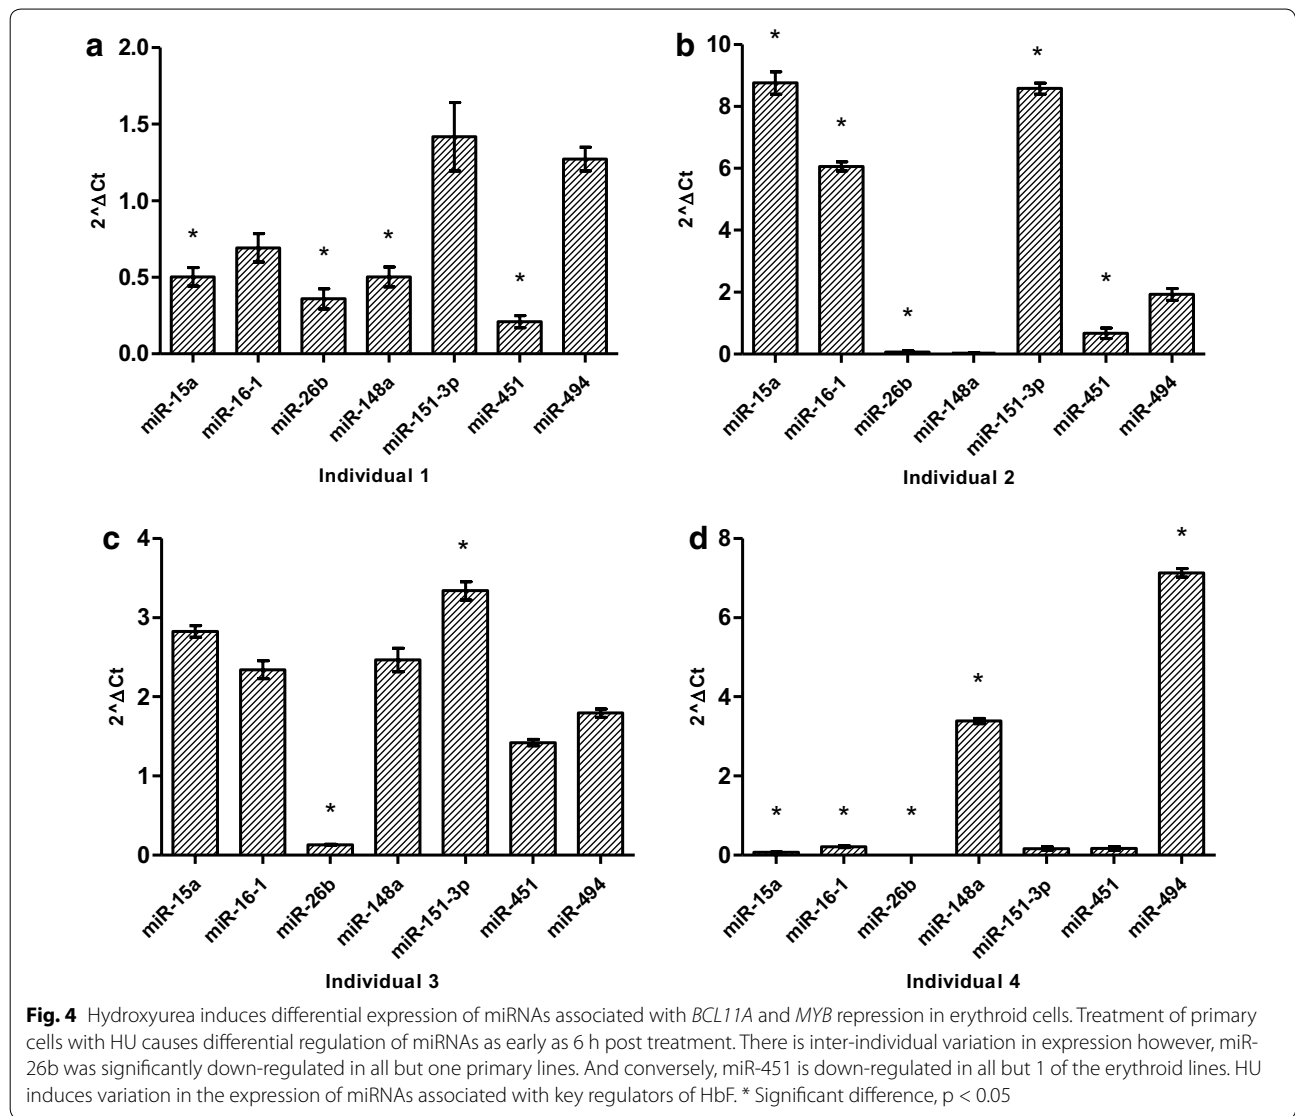 a
2.0
1.5
1.0
0.5
0.0
2^ΔCt
*
*
*
*
miR-15a
miR-16-1
miR-26b
miR-148a
miR-151-3p
miR-451
miR-494
Individual 1
b
10
8
6
4
2
0
2^ΔCt
*
*
*
*
*
miR-15a
miR-16-1
miR-26b
miR-148a
miR-151-3p
miR-451
miR-494
Individual 2
c
4
3
2
1
0
2^ΔCt
*
*
miR-15a
miR-16-1
miR-26b
miR-148a
miR-151-3p
miR-451
miR-494
Individual 3
d
8
6
4
2
0
2^ΔCt
*
*
*
*
*
miR-15a
miR-16-1
miR-26b
miR-148a
miR-151-3p
miR-451
miR-494
Individual 4
Fig. 4 Hydroxyurea induces differential expression of miRNAs associated with BCL11A and MYB repression in erythroid cells. Treatment of primary
cells with HU causes differential regulation of miRNAs as early as 6 h post treatment. There is inter-individual variation in expression however, miR-
26b was significantly down-regulated in all but one primary lines. And conversely, miR-451 is down-regulated in all but 1 of the erythroid lines. HU
induces variation in the expression of miRNAs associated with key regulators of HbF. * Significant difference, p < 0.05